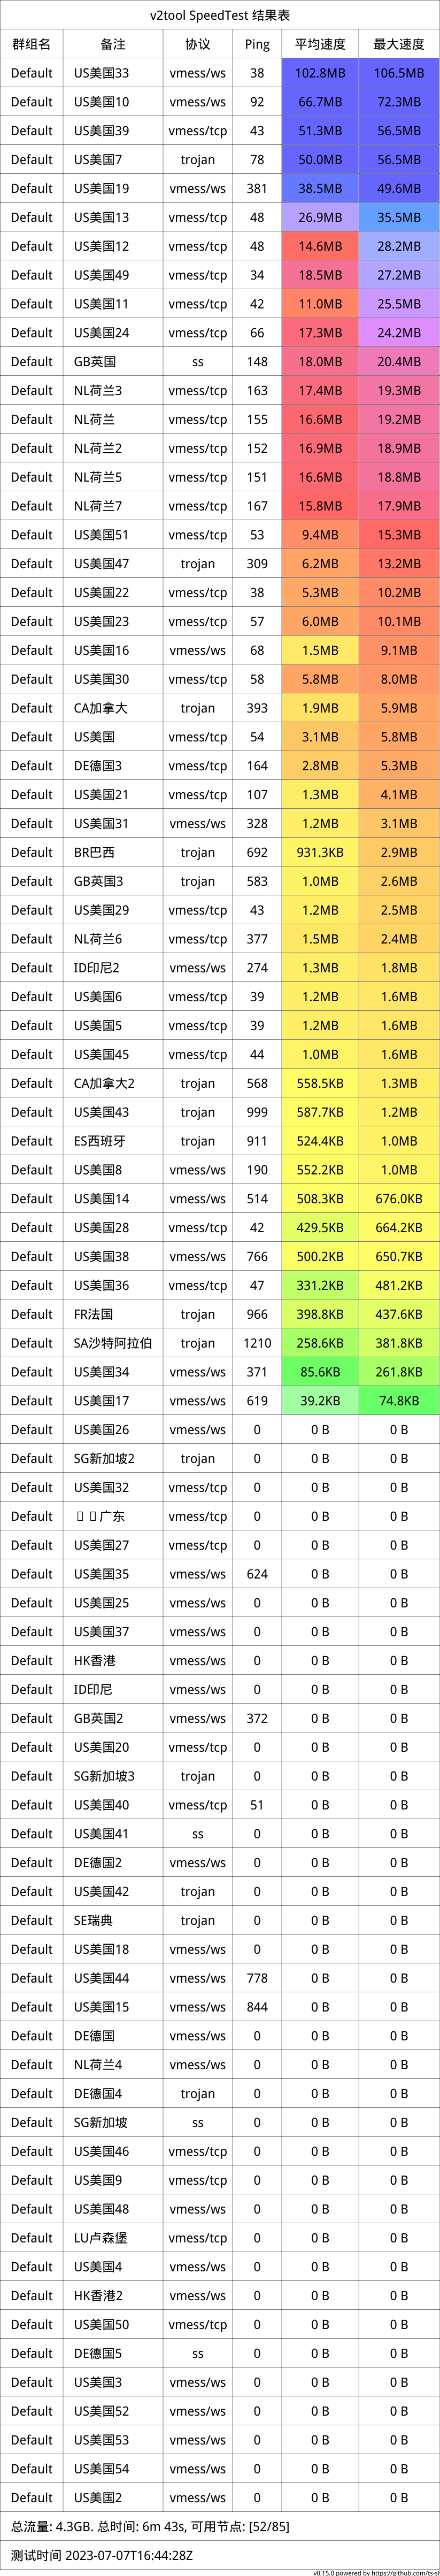 v2tool SpeedTest 结果表
群组名 备注 协议 Ping 平均速度 最大速度
Default US美国33 vmess/ws 38 102.8MB 106.5MB
Default US美国10 vmess/ws 92 66.7MB 72.3MB
Default US美国39 vmess/tcp 43 51.3MB 56.5MB
Default US美国7 trojan 78 50.0MB 56.5MB
Default US美国19 vmess/ws 381 38.5MB 49.6MB
Default US美国13 vmess/tcp 48 26.9MB 35.5MB
Default US美国12 vmess/tcp 48 14.6MB 28.2MB
Default US美国49 vmess/tcp 34 18.5MB 27.2MB
Default US美国11 vmess/tcp 42 11.0MB 25.5MB
Default US美国24 vmess/tcp 66 17.3MB 24.2MB
Default GB英国 ss 148 18.0MB 20.4MB
Default NL荷兰3 vmess/tcp 163 17.4MB 19.3MB
Default NL荷兰 vmess/tcp 155 16.6MB 19.2MB
Default NL荷兰2 vmess/tcp 152 16.9MB 18.9MB
Default NL荷兰5 vmess/tcp 151 16.6MB 18.8MB
Default NL荷兰7 vmess/tcp 167 15.8MB 17.9MB
Default US美国51 vmess/tcp 53 9.4MB 15.3MB
Default US美国47 trojan 309 6.2MB 13.2MB
Default US美国22 vmess/tcp 38 5.3MB 10.2MB
Default US美国23 vmess/tcp 57 6.0MB 10.1MB
Default US美国16 vmess/ws 68 1.5MB 9.1MB
Default US美国30 vmess/tcp 58 5.8MB 8.0MB
Default CA加拿大 trojan 393 1.9MB 5.9MB
Default US美国 vmess/tcp 54 3.1MB 5.8MB
Default DE德国3 vmess/tcp 164 2.8MB 5.3MB
Default US美国21 vmess/tcp 107 1.3MB 4.1MB
Default US美国31 vmess/ws 328 1.2MB 3.1MB
Default BR巴西 trojan 692 931.3KB 2.9MB
Default GB英国3 trojan 583 1.0MB 2.6MB
Default US美国29 vmess/tcp 43 1.2MB 2.5MB
Default NL荷兰6 vmess/tcp 377 1.5MB 2.4MB
Default ID印尼2 vmess/ws 274 1.3MB 1.8MB
Default US美国6 vmess/tcp 39 1.2MB 1.6MB
Default US美国5 vmess/tcp 39 1.2MB 1.6MB
Default US美国45 vmess/tcp 44 1.0MB 1.6MB
Default CA加拿大2 trojan 568 558.5KB 1.3MB
Default US美国43 trojan 999 587.7KB 1.2MB
Default ES西班牙 trojan 911 524.4KB 1.0MB
Default US美国8 vmess/ws 190 552.2KB 1.0MB
Default US美国14 vmess/ws 514 508.3KB 676.0KB
Default US美国28 vmess/tcp 42 429.5KB 664.2KB
Default US美国38 vmess/ws 766 500.2KB 650.7KB
Default US美国36 vmess/tcp 47 331.2KB 481.2KB
Default FR法国 trojan 966 398.8KB 437.6KB
Default SA沙特阿拉伯 trojan 1210 258.6KB 381.8KB
Default US美国34 vmess/ws 371 85.6KB 261.8KB
Default US美国17 vmess/ws 619 39.2KB 74.8KB
Default US美国26 vmess/ws 0 0 B 0 B
Default SG新加坡2 trojan 0 0 B 0 B
Default US美国32 vmess/tcp 0 0 B 0 B
Default 广东 vmess/tcp 0 0 B 0 B
Default US美国27 vmess/tcp 0 0 B 0 B
Default US美国35 vmess/ws 624 0 B 0 B
Default US美国25 vmess/ws 0 0 B 0 B
Default US美国37 vmess/ws 0 0 B 0 B
Default HK香港 vmess/ws 0 0 B 0 B
Default ID印尼 vmess/ws 0 0 B 0 B
Default GB英国2 vmess/ws 372 0 B 0 B
Default US美国20 vmess/tcp 0 0 B 0 B
Default SG新加坡3 trojan 0 0 B 0 B
Default US美国40 vmess/tcp 51 0 B 0 B
Default US美国41 ss 0 0 B 0 B
Default DE德国2 vmess/ws 0 0 B 0 B
Default US美国42 trojan 0 0 B 0 B
Default SE瑞典 trojan 0 0 B 0 B
Default US美国18 vmess/ws 0 0 B 0 B
Default US美国44 vmess/ws 778 0 B 0 B
Default US美国15 vmess/ws 844 0 B 0 B
Default DE德国 vmess/ws 0 0 B 0 B
Default NL荷兰4 vmess/ws 0 0 B 0 B
Default DE德国4 trojan 0 0 B 0 B
Default SG新加坡 ss 0 0 B 0 B
Default US美国46 vmess/tcp 0 0 B 0 B
Default US美国9 vmess/tcp 0 0 B 0 B
Default US美国48 vmess/ws 0 0 B 0 B
Default LU卢森堡 vmess/tcp 0 0 B 0 B
Default US美国4 vmess/ws 0 0 B 0 B
Default HK香港2 vmess/ws 0 0 B 0 B
Default US美国50 vmess/tcp 0 0 B 0 B
Default DE德国5 ss 0 0 B 0 B
Default US美国3 vmess/ws 0 0 B 0 B
Default US美国52 vmess/ws 0 0 B 0 B
Default US美国53 vmess/ws 0 0 B 0 B
Default US美国54 vmess/ws 0 0 B 0 B
Default US美国2 vmess/ws 0 0 B 0 B
总流量: 4.3GB. 总时间: 6m 43s, 可用节点: [52/85]
测试时间 2023-07-07T16:44:28Z
v0.15.0 powered by https://github.com/ts-sf